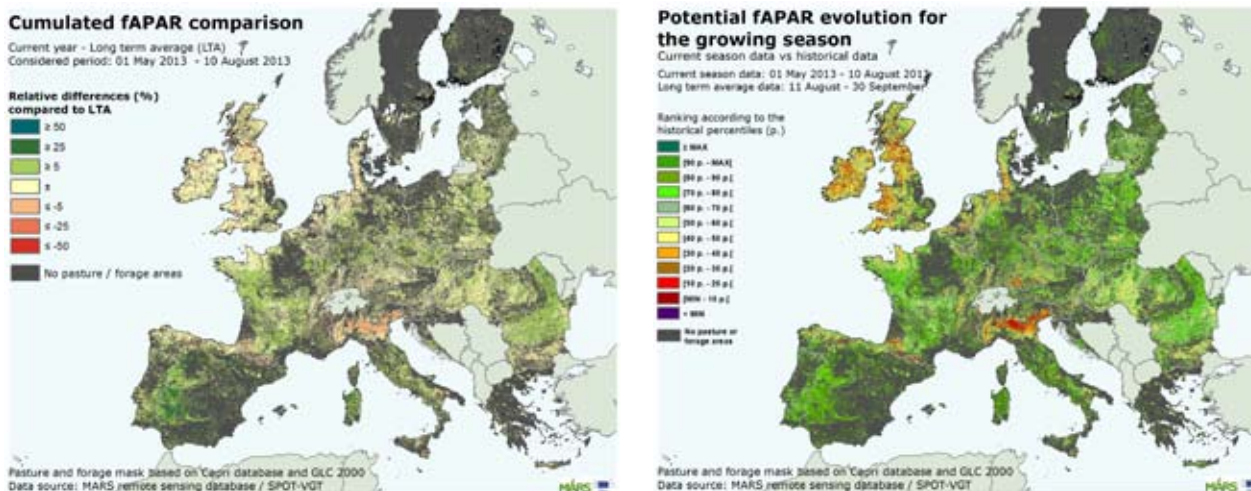 Cumulated fAPAR comparison
Current year - Long term average (LTA)
Considered period: 01 May 2013 - 10 August 2013
Relative differences (%)
compared to LTA
≥ 50
≥ 25
≥ 5
±
≤ -5
≤ -25
≤ -50
No pasture / forage areas
Pasture and forage mask based on Capri database and GLC 2000
Data source: MARS remote sensing database / SPOT-VGT
MARS
Potential fAPAR evolution for
the growing season
Current season data vs historical data
Current season data: 01 May 2013 - 10 August 2013
Long term average data: 11 August - 30 September
Ranking according to the
historical percentiles (p.)
≥ MAX
[90 p. - MAX[
[80 p. - 90 p.[
[70 p. - 80 p.[
[60 p. - 70 p.[
[50 p. - 60 p.[
[40 p. - 50 p.[
[30 p. - 40 p.[
[20 p. - 30 p.[
[10 p. - 20 p.[
[MIN - 10 p.[
< MIN
No pasture or
forage areas
Pasture and forage mask based on Capri database and GLC 2000
Data source: MARS remote sensing database / SPOT-VGT
MARS